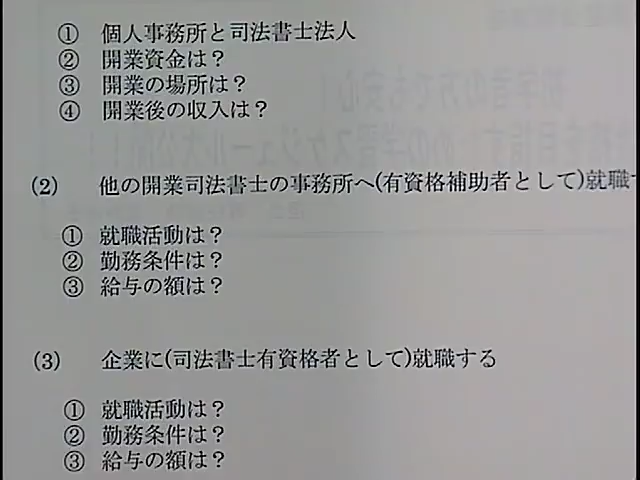 ① 個人事務所と司法書士法人
② 開業資金は？
③ 開業の場所は？
④ 開業後の収入は？
(2) 他の開業司法書士の事務所へ(有資格補助者として)就職
① 就職活動は？
② 勤務条件は？
③ 給与の額は？
(3) 企業に(司法書士有資格者として)就職する
① 就職活動は？
② 勤務条件は？
③ 給与の額は？